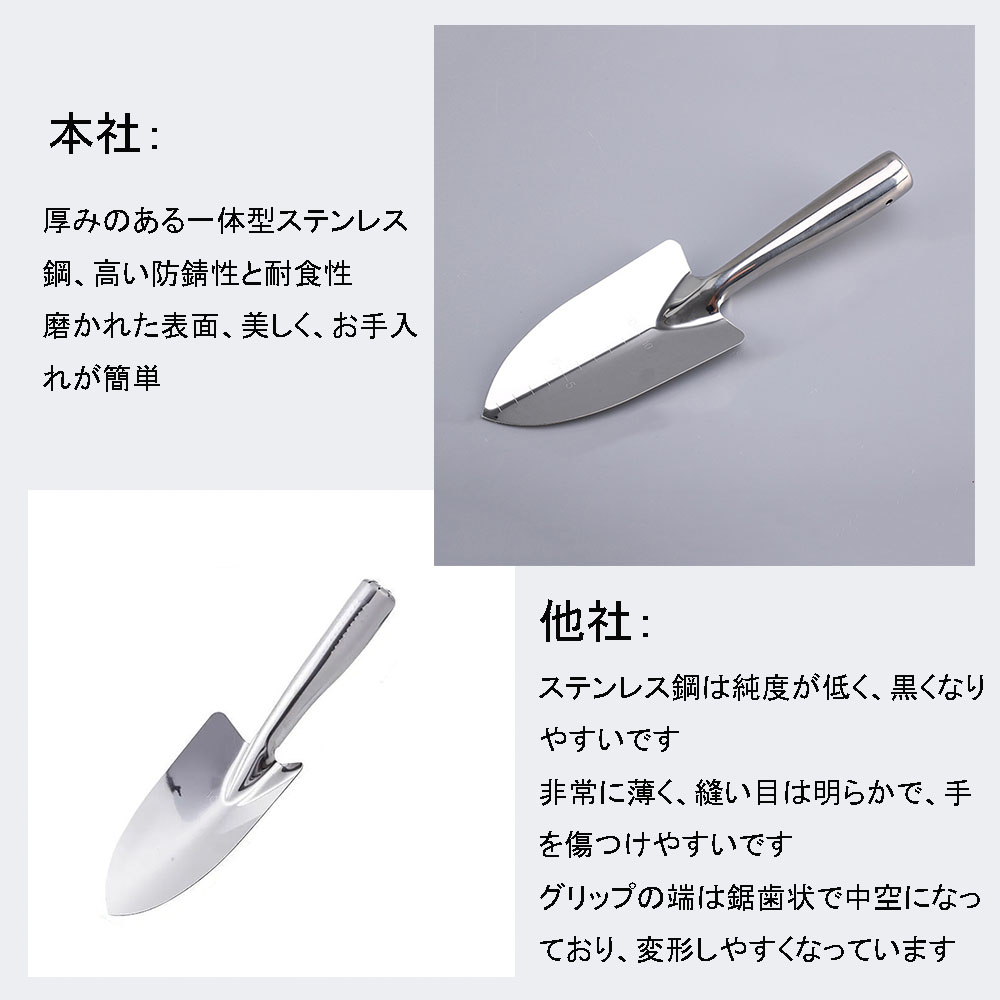 本社：
厚みのある一体型ステンレス
鋼、高い防錆性と耐食性
磨かれた表面、美しく、お手入
れが簡単
他社：
ステンレス鋼は純度が低く、黒くなり
やすいです
非常に薄く、縫い目は明らかで、手
を傷つけやすいです
グリップの端は鋸歯状で中空になっ
ており、変形しやすくなっています